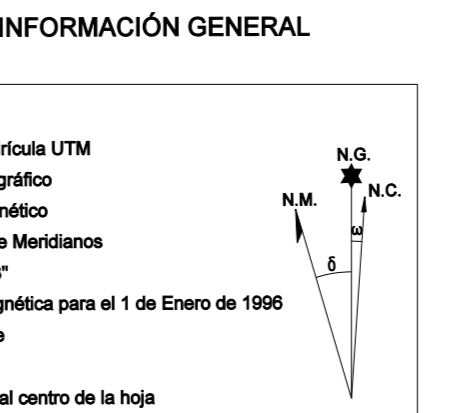 INFORMACIÓN GENERAL
rícula UTM
gráfico
nético
e Meridianos
"
gnética para el 1 de Enero de 1996
e
al centro de la hoja
N.G.
N.M.
N.C.
ω
δ